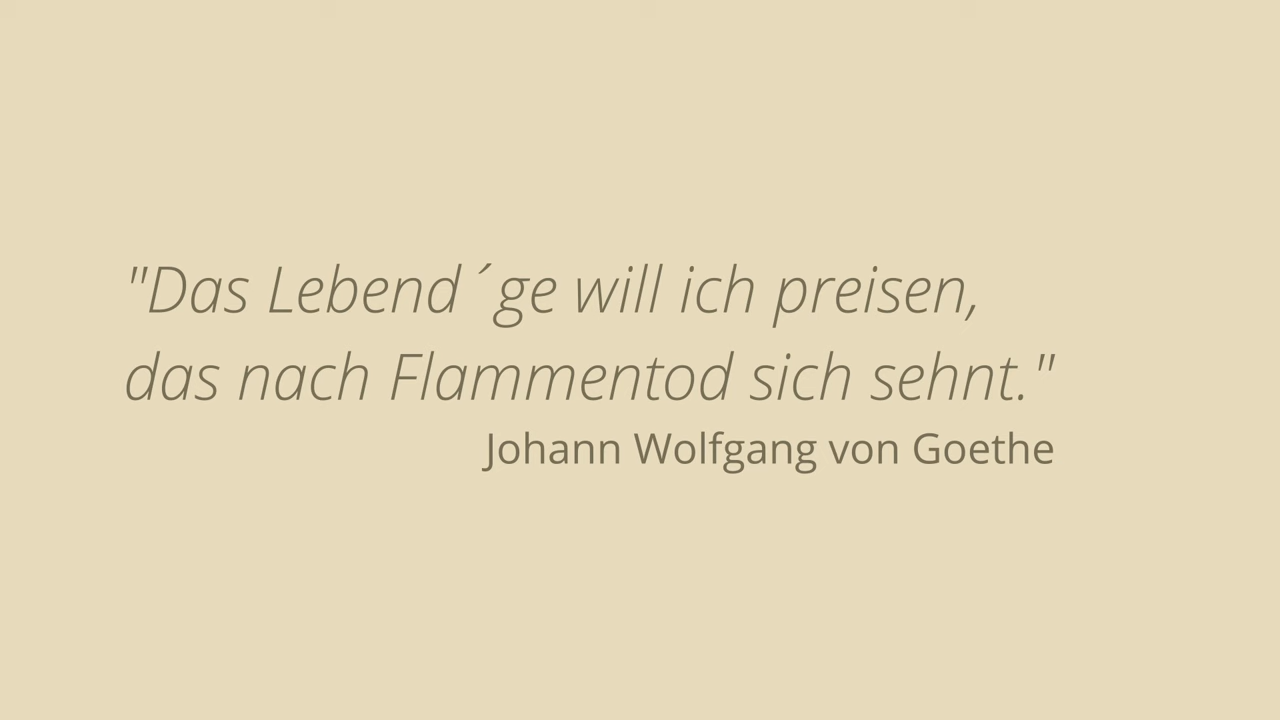 "Das Lebend´ge will ich preisen,
das nach Flammentod sich sehnt."
Johann Wolfgang von Goethe